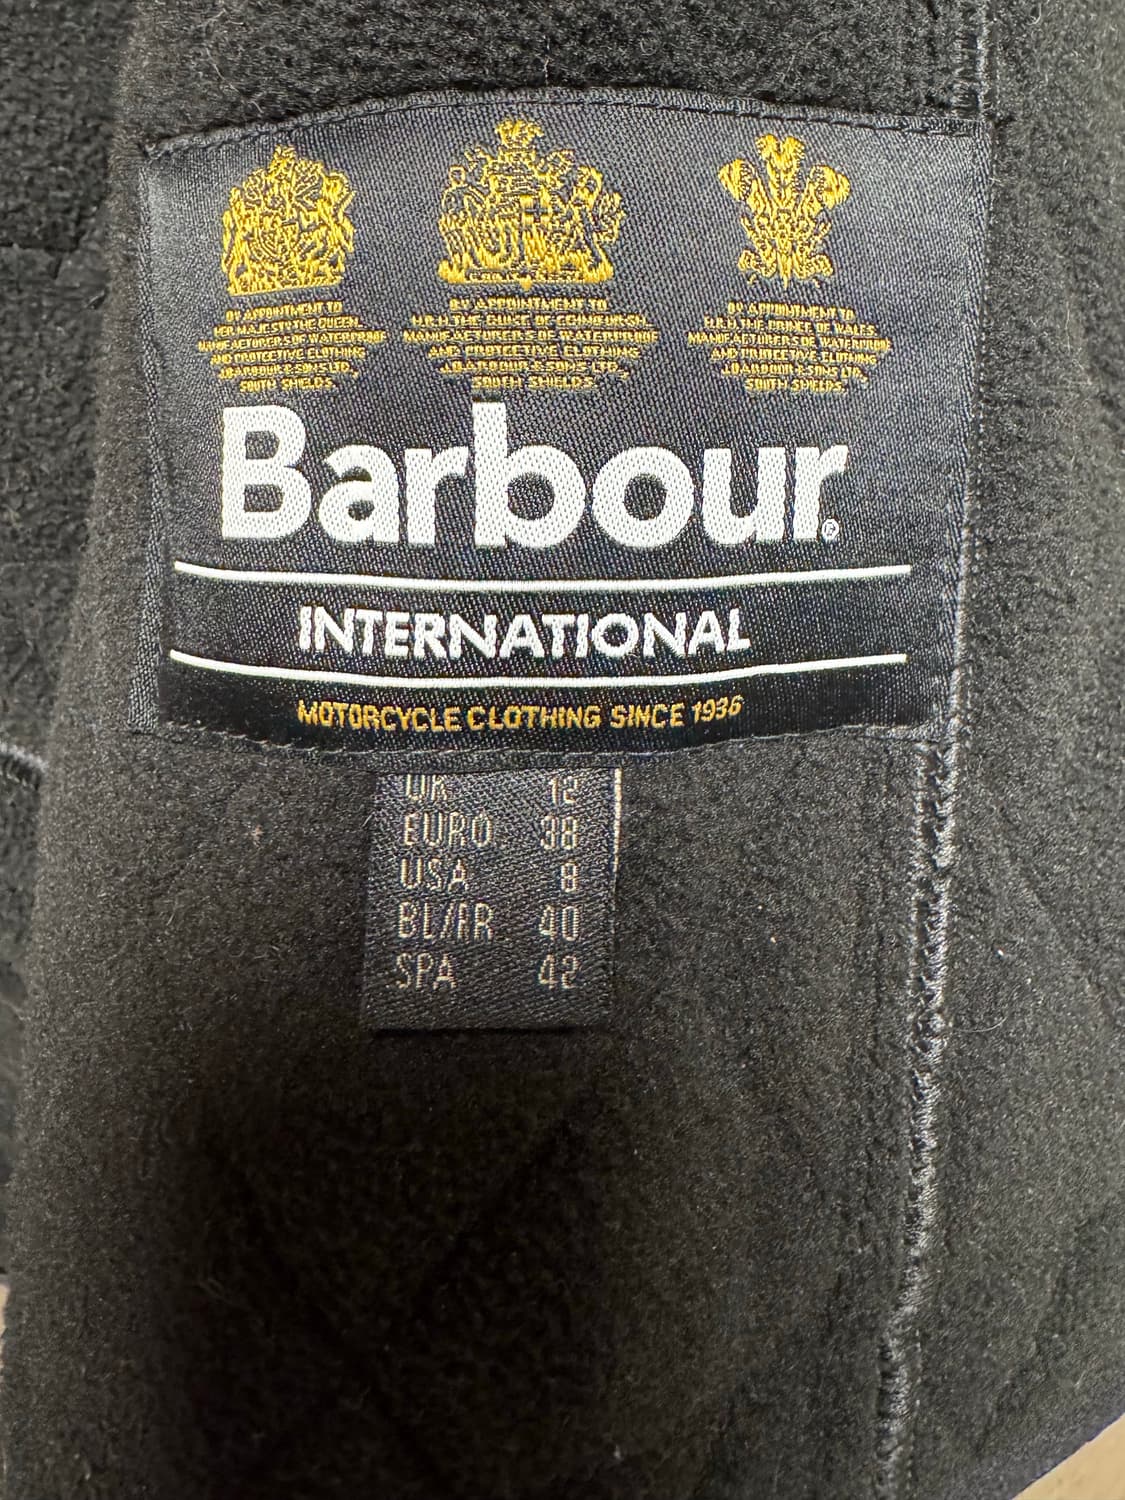 BY APPOINTMENT TO
HER MAJESTY THE QUEEN.
MANUFACTURERS OF WATERPROOF
AND PROTECTIVE CLOTHING
J.BARBOUR & SONS LTD.,
SOUTH SHIELDS.
BY APPOINTMENT TO
H.R.H. THE DUKE OF EDINBURGH.
MANUFACTURERS OF WATERPROOF
AND PROTECTIVE CLOTHING
J.BARBOUR & SONS LTD.,
SOUTH SHIELDS.
BY APPOINTMENT TO
H.R.H. THE PRINCE OF WALES.
MANUFACTURERS OF WATERPROOF
AND PROTECTIVE CLOTHING
J.BARBOUR & SONS LTD.,
SOUTH SHIELDS.
Barbour®
INTERNATIONAL
MOTORCYCLE CLOTHING SINCE 1936
UK 12
EURO. 38
USA 8
BL/FR 40
SPA 42